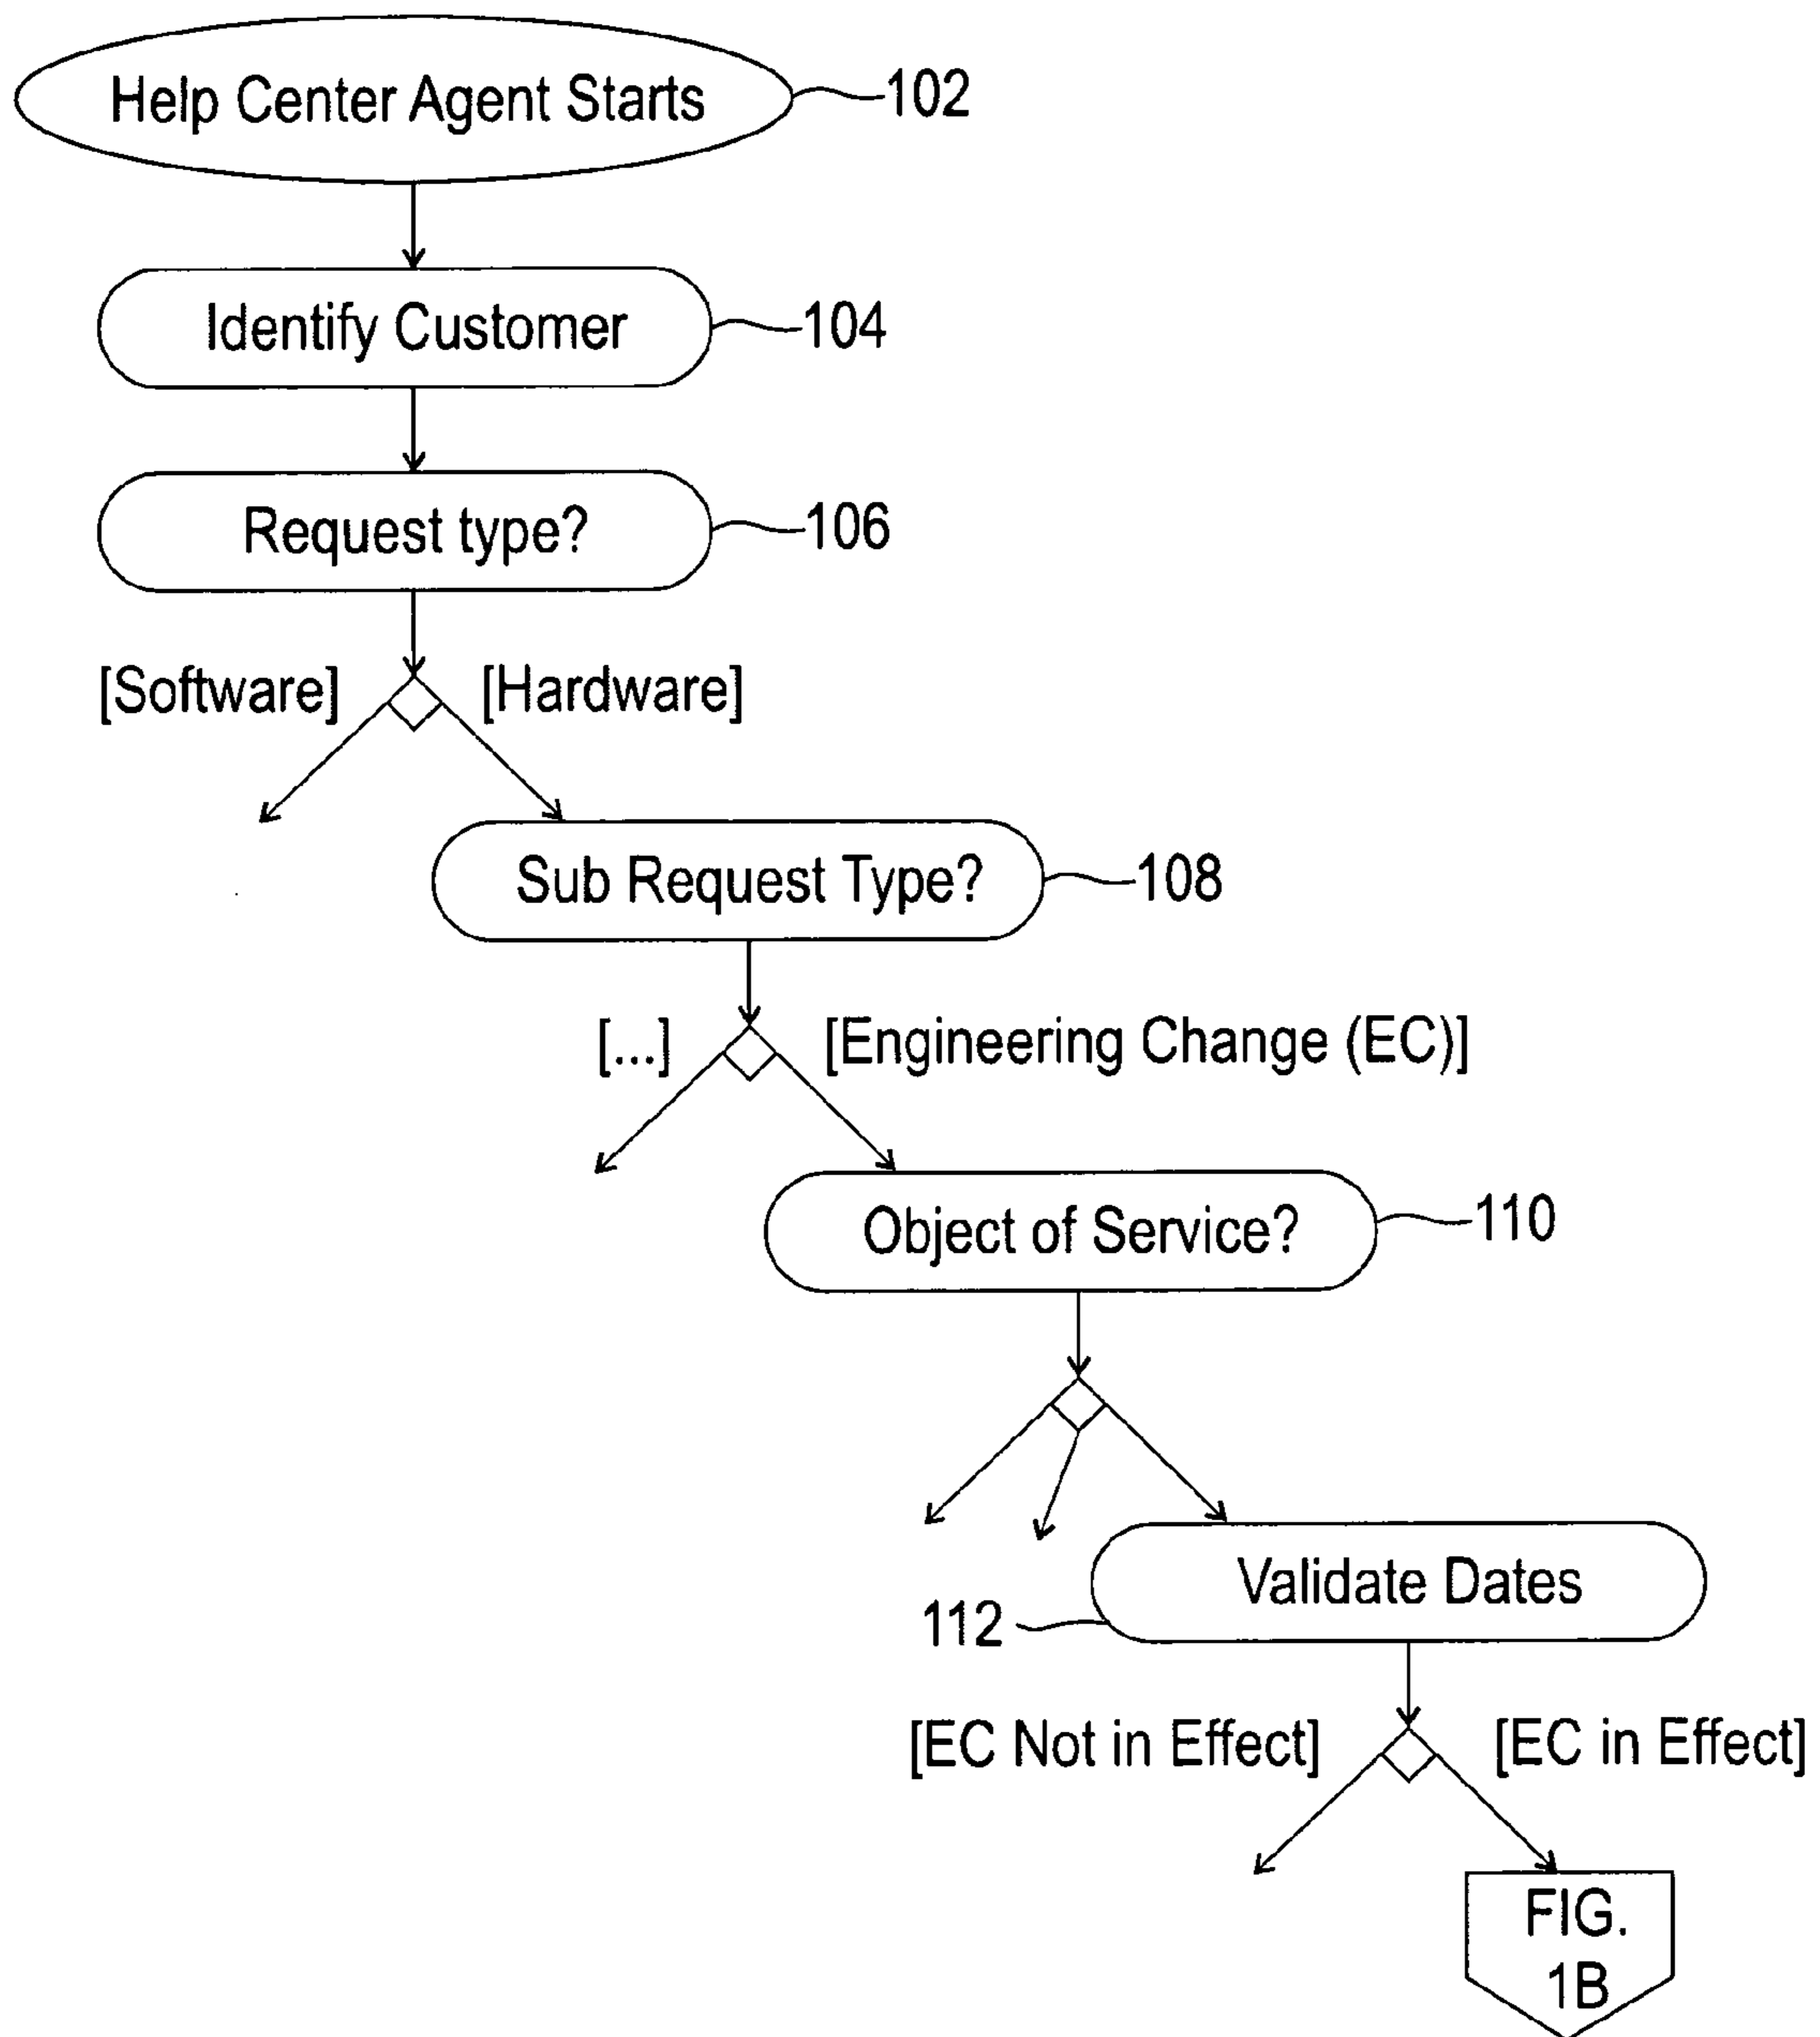 Help Center Agent Starts
102
Identify Customer
104
Request type?
106
[Software]
[Hardware]
Sub Request Type?
108
[...]
[Engineering Change (EC)]
Object of Service?
110
Validate Dates
112
[EC Not in Effect]
[EC in Effect]
FIG.
1B